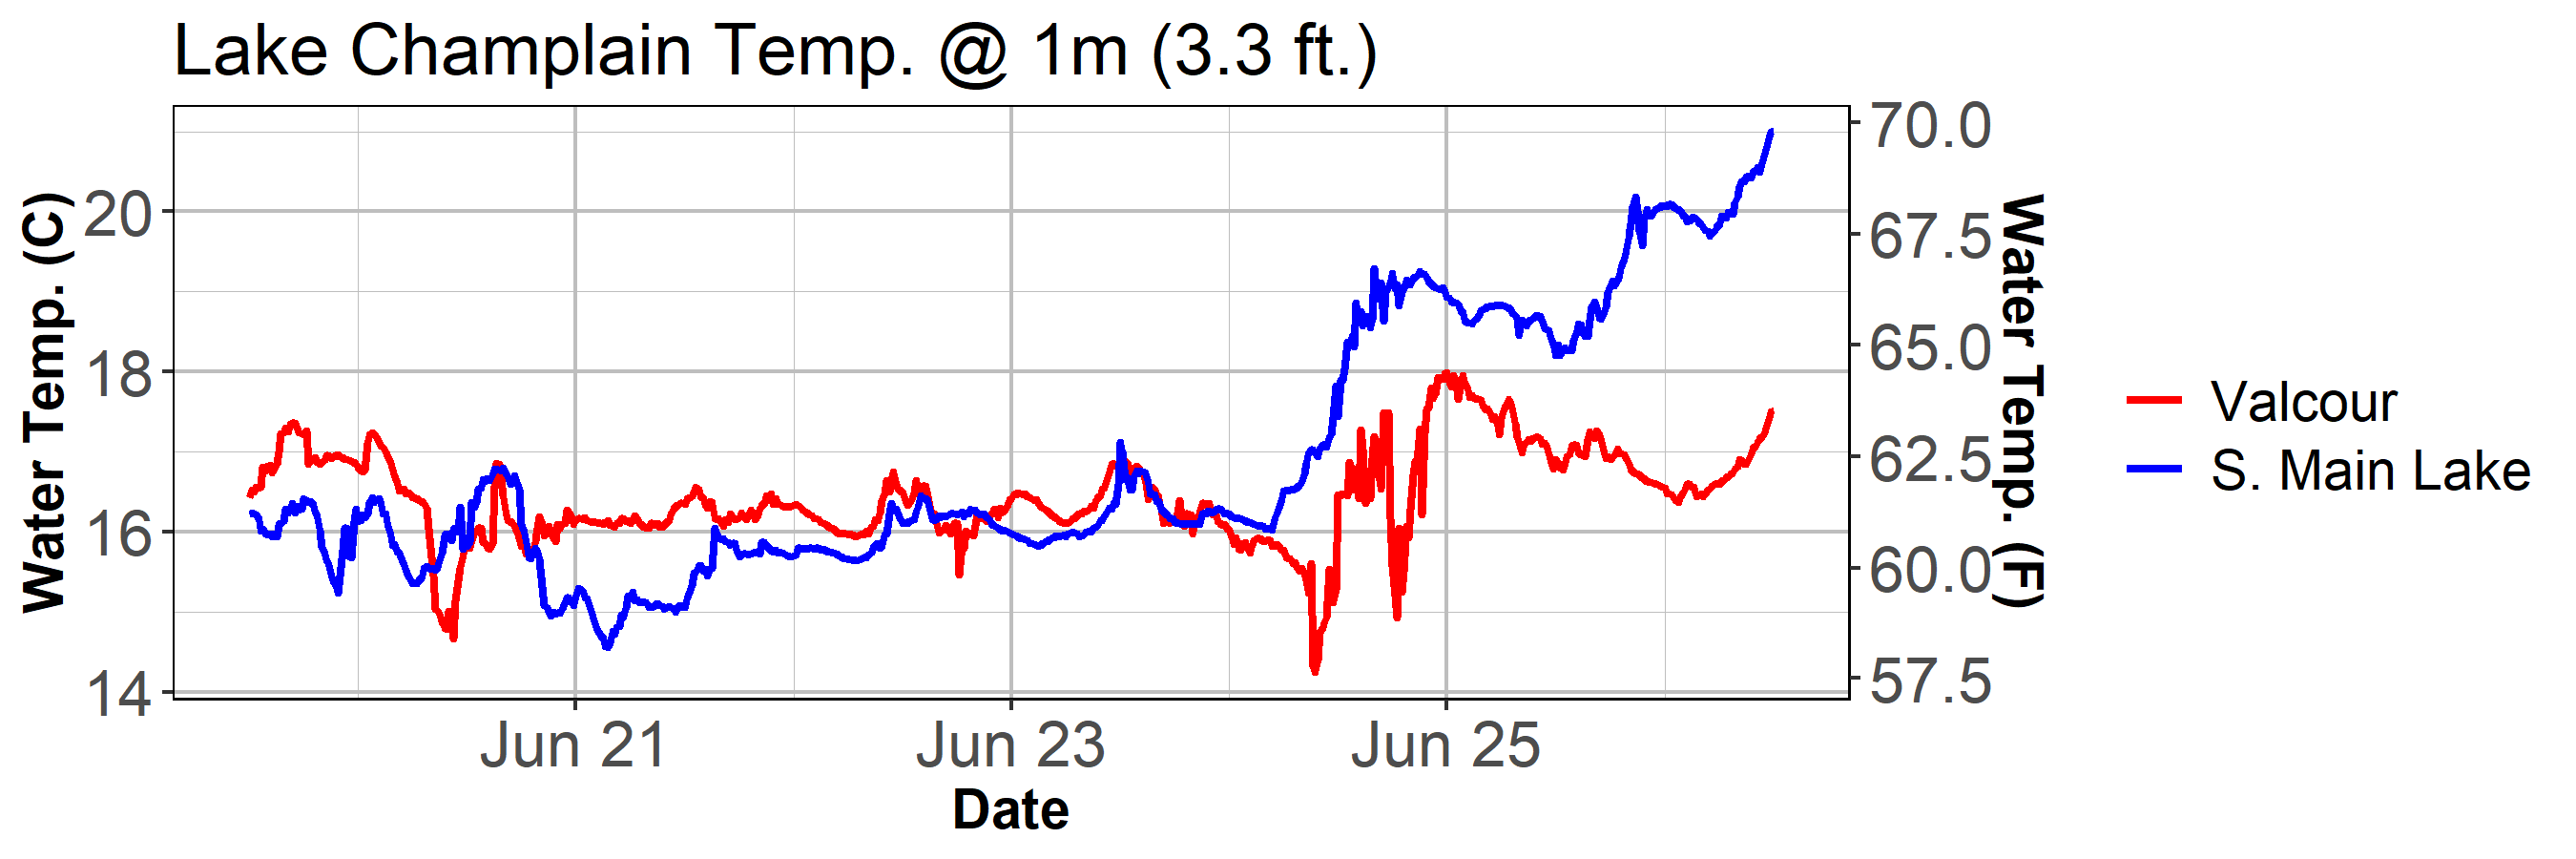 Lake Champlain Temp. @ 1m (3.3 ft.)
Water Temp. (C)
20
18
16
14
70.0
67.5
65.0
62.5
60.0
57.5
Water Temp. (F)
Jun 21
Jun 23
Jun 25
Date
Valcour
S. Main Lake